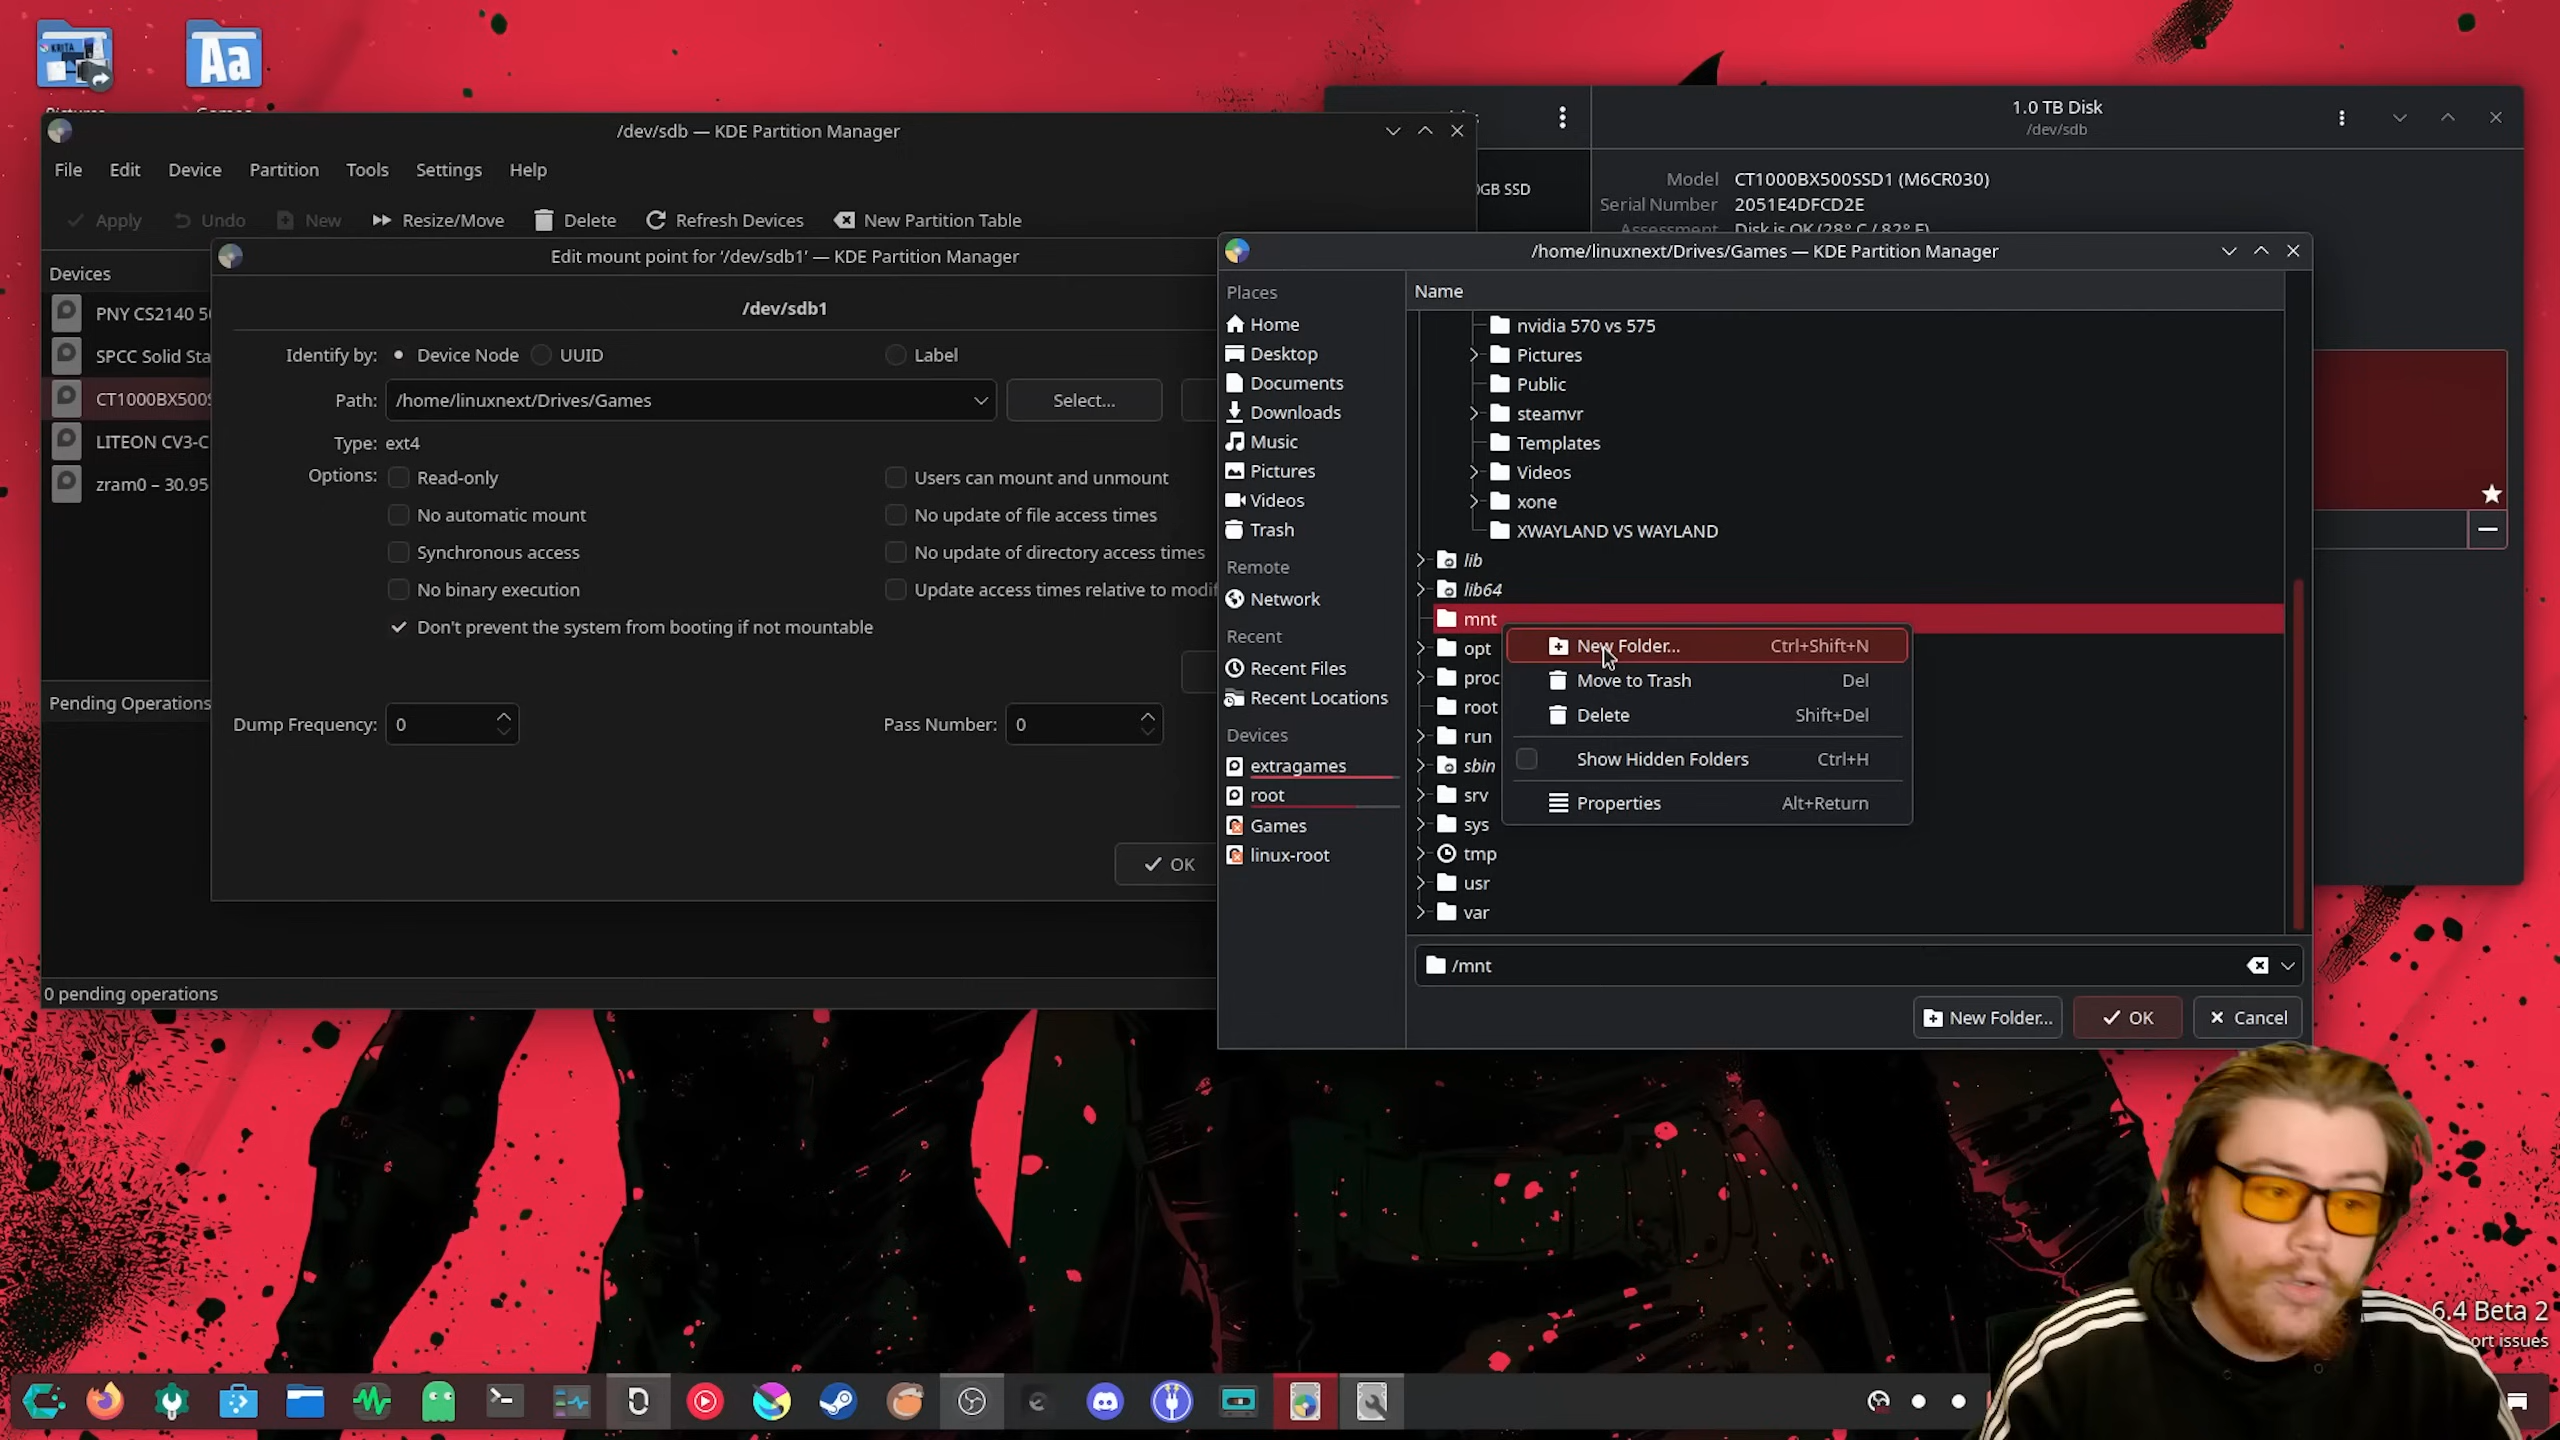 /dev/sdb — KDE Partition Manager
File Edit Device Partition Tools Settings Help
Apply Undo New Resize/Move Delete Refresh Devices New Partition Table
Devices
PNY CS2140 5
SPCC Solid Sta
CT1000BX500S
LITEON CV3-C
zram0 – 30.95
Pending Operations
0 pending operations
Edit mount point for ‘/dev/sdb1’ — KDE Partition Manager
/dev/sdb1
Identify by: Device Node UUID Label
Path: /home/linuxnext/Drives/Games Select...
Type: ext4
Options: Read-only Users can mount and unmount
No automatic mount No update of file access times
Synchronous access No update of directory access times
No binary execution Update access times relative to modif
Don't prevent the system from booting if not mountable
Dump Frequency: 0 Pass Number: 0
OK
1.0 TB Disk
/dev/sdb
GB SSD
Model CT1000BX500SSD1 (M6CR030)
Serial Number 2051E4DFCD2E
Assessment Disk is OK (28° C / 82° F)
/home/linuxnext/Drives/Games — KDE Partition Manager
Places
Home
Desktop
Documents
Downloads
Music
Pictures
Videos
Trash
Remote
Network
Recent
Recent Files
Recent Locations
Devices
extragames
root
Games
linux-root
Name
nvidia 570 vs 575
Pictures
Public
steamvr
Templates
Videos
xone
XWAYLAND VS WAYLAND
lib
lib64
mnt
opt
proc
root
run
sbin
srv
sys
tmp
usr
var
New Folder... Ctrl+Shift+N
Move to Trash Del
Delete Shift+Del
Show Hidden Folders Ctrl+H
Properties Alt+Return
/mnt
New Folder... OK Cancel
6.4 Beta 2
ort issues